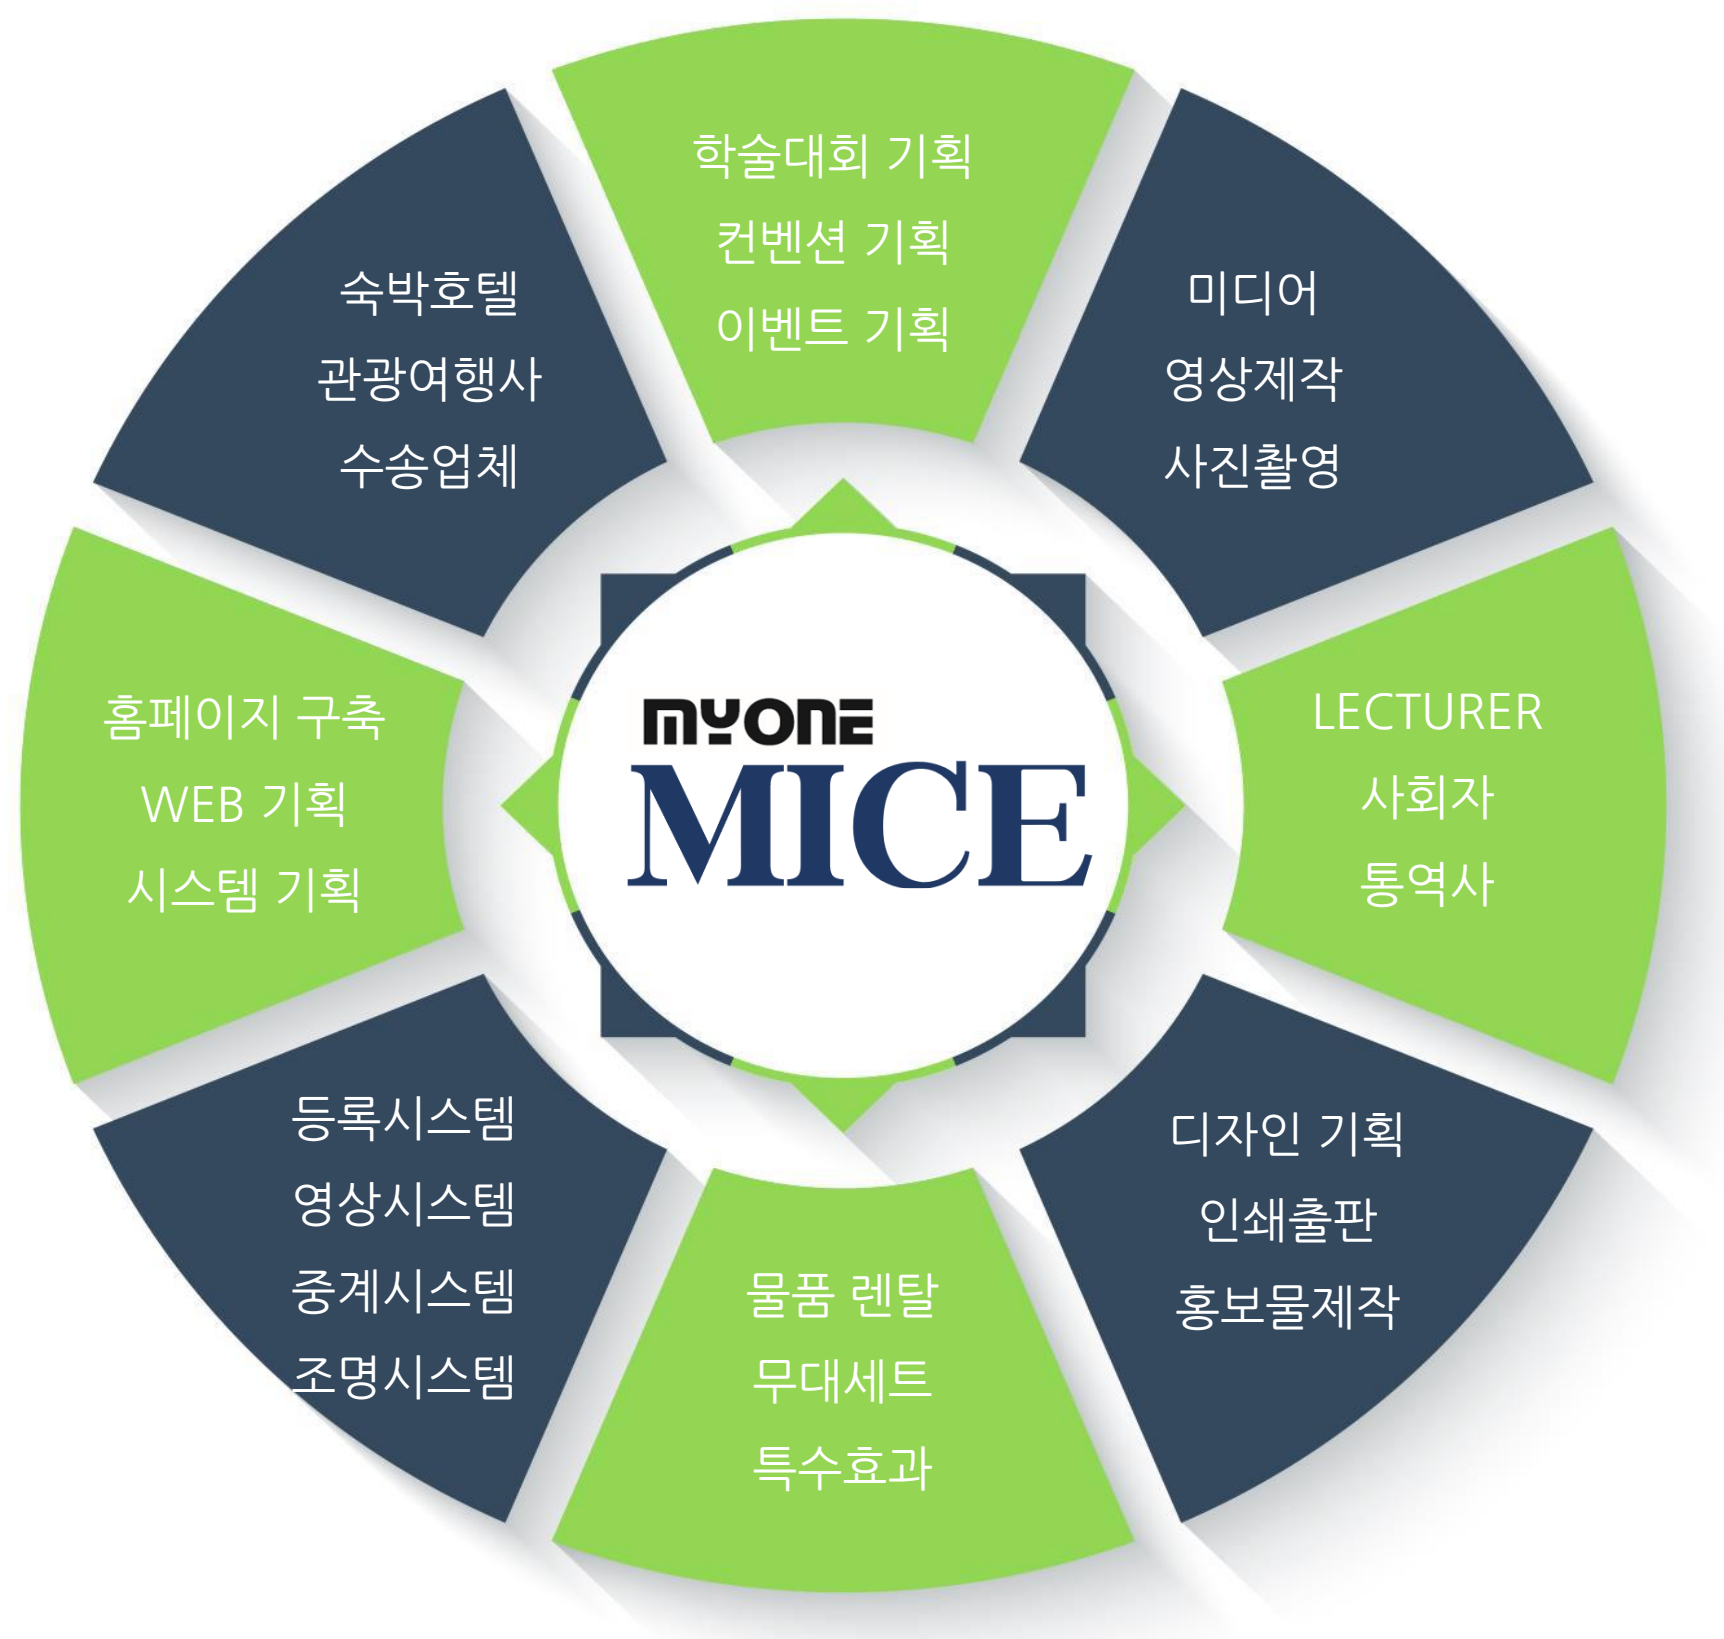 학술대회 기획
컨벤션 기획
이벤트 기획
미디어
영상제작
사진촬영
LECTURER
사회자
통역사
디자인 기획
인쇄출판
홍보물제작
물품 렌탈
무대세트
특수효과
등록시스템
영상시스템
중계시스템
조명시스템
홈페이지 구축
WEB 기획
시스템 기획
숙박호텔
관광여행사
수송업체
MYONE
MICE